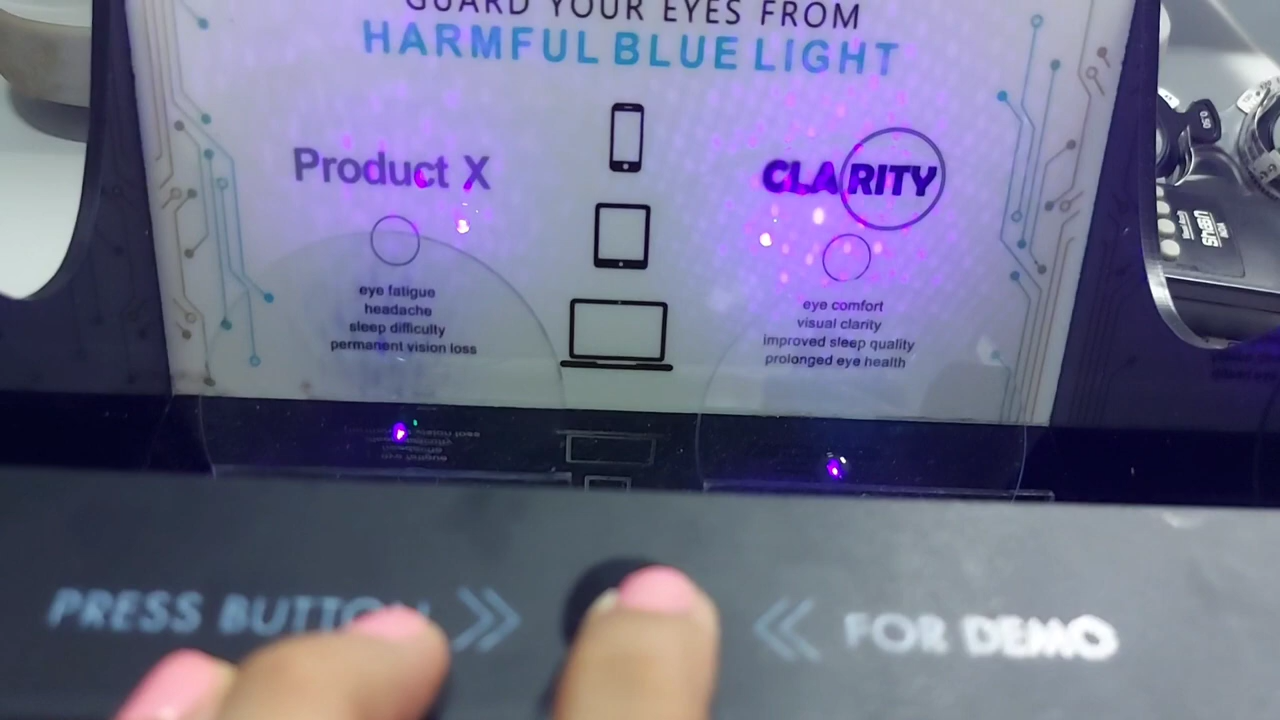 GUARD YOUR EYES FROM
HARMFUL BLUE LIGHT
Product X
eye fatigue
headache
sleep difficulty
permanent vision loss
CLARITY
eye comfort
visual clarity
improved sleep quality
prolonged eye health
Shan
PRESS BUTTON
FOR DEMO